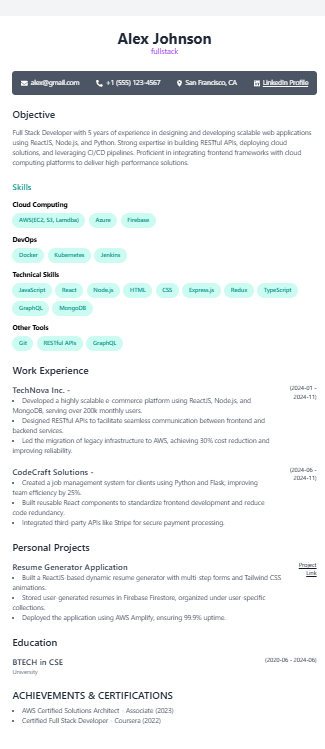 Alex Johnson
fullstack
alex@gmail.com +1 (555) 123-4567 San Francisco, CA LinkedIn Profile
Objective
Full Stack Developer with 5 years of experience in designing and developing scalable web applications
using ReactJS, Node.js, and Python. Strong expertise in building RESTful APIs, deploying cloud
solutions, and leveraging CI/CD pipelines. Proficient in integrating frontend frameworks with cloud
computing platforms to deliver high-performance solutions.
Skills
Cloud Computing
AWS(EC2, S3, Lamdba) Azure Firebase
DevOps
Docker Kubernetes Jenkins
Technical Skills
JavaScript React Node.js HTML CSS Express.js Redux TypeScript
GraphQL MongoDB
Other Tools
Git RESTful APIs GraphQL
Work Experience
TechNova Inc. - (2024-01 -
2024-11)
• Developed a highly scalable e-commerce platform using ReactJS, Node.js, and
MongoDB, serving over 200k monthly users.
• Designed RESTful APIs to facilitate seamless communication between frontend and
backend services.
• Led the migration of legacy infrastructure to AWS, achieving 30% cost reduction and
improving reliability.
CodeCraft Solutions - (2024-06 -
2024-11)
• Created a job management system for clients using Python and Flask, improving
team efficiency by 25%.
• Built reusable React components to standardize frontend development and reduce
code redundancy.
• Integrated third-party APIs like Stripe for secure payment processing.
Personal Projects
Resume Generator Application Project
Link
• Built a ReactJS-based dynamic resume generator with multi-step forms and Tailwind CSS
animations.
• Stored user-generated resumes in Firebase Firestore, organized under user-specific
collections.
• Deployed the application using AWS Amplify, ensuring 99.9% uptime.
Education
BTECH in CSE (2020-06 - 2024-06)
University
ACHIEVEMENTS & CERTIFICATIONS
• AWS Certified Solutions Architect - Associate (2023)
• Certified Full Stack Developer - Coursera (2022)